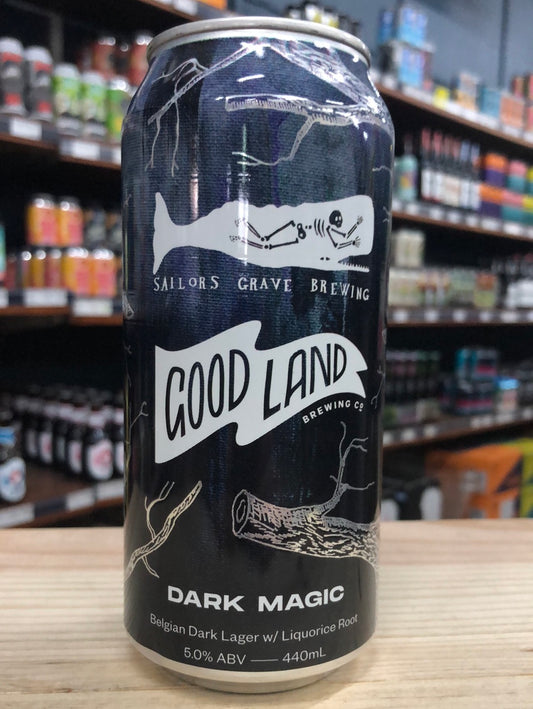 SAILORS GRAVE BREWING
GOOD LAND
BREWING CO
DARK MAGIC
Belgian Dark Lager w/ Liquorice Root
5.0% ABV — 440mL